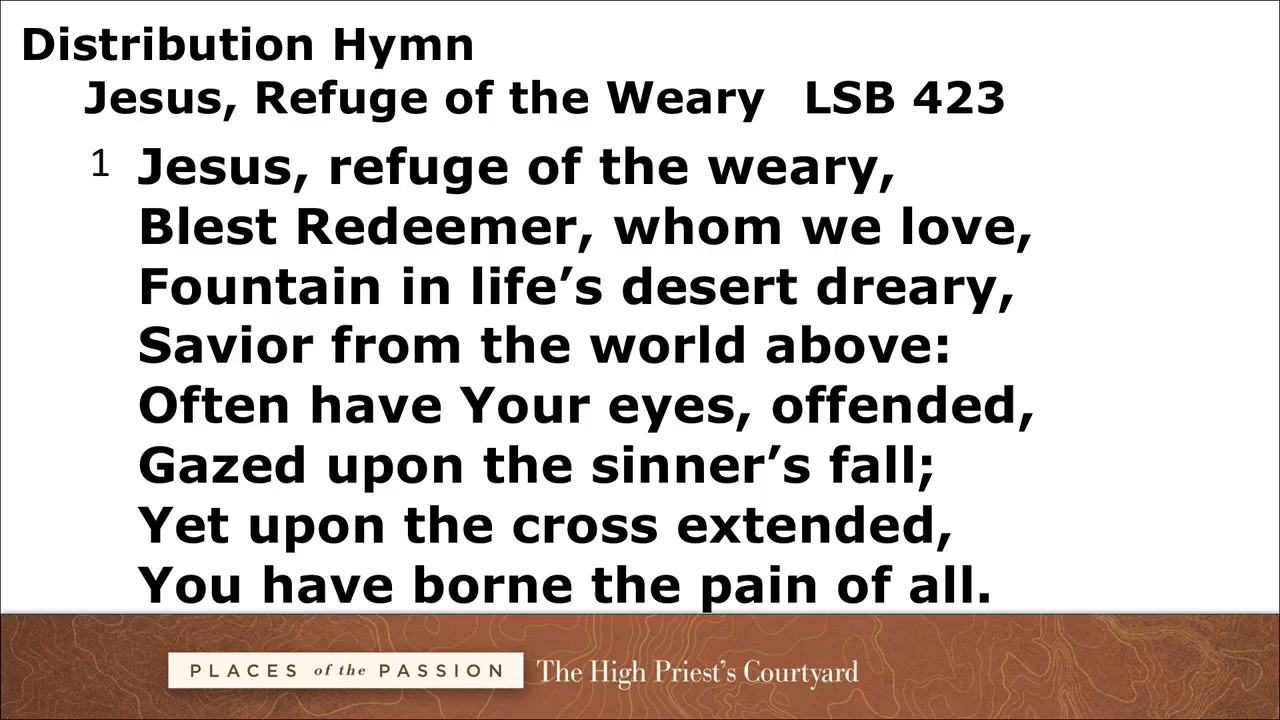 Distribution Hymn
Jesus, Refuge of the Weary LSB 423
1 Jesus, refuge of the weary,
Blest Redeemer, whom we love,
Fountain in life’s desert dreary,
Savior from the world above:
Often have Your eyes, offended,
Gazed upon the sinner’s fall;
Yet upon the cross extended,
You have borne the pain of all.
PLACES of the PASSION The High Priest’s Courtyard